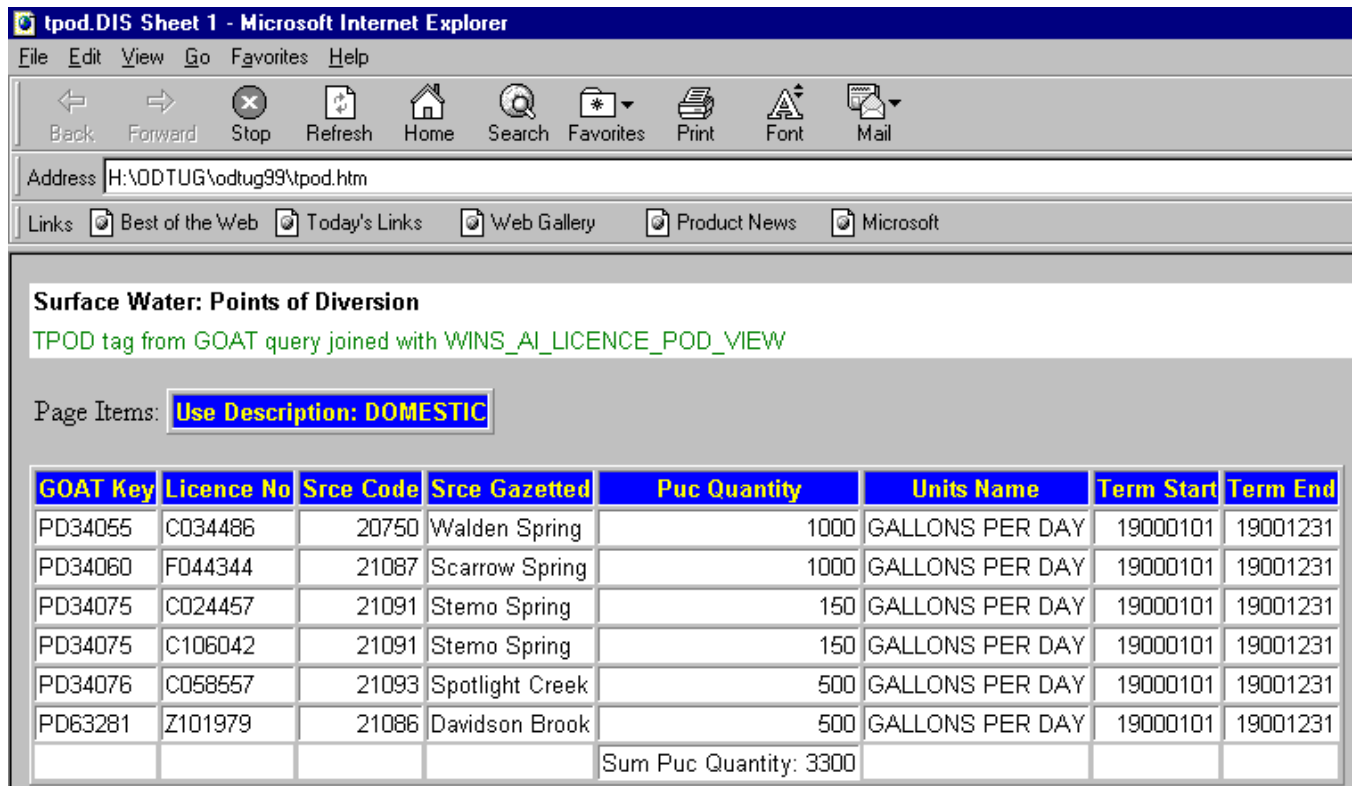 tpod.DIS Sheet 1 - Microsoft Internet Explorer
File Edit View Go Favorites Help
Back Forward Stop Refresh Home Search Favorites Print Font Mail
Address H:\ODTUG\odtug99\tpod.htm
Links Best of the Web Today's Links Web Gallery Product News Microsoft
Surface Water: Points of Diversion
TPOD tag from GOAT query joined with WINS_AI_LICENCE_POD_VIEW
Page Items: Use Description: DOMESTIC
GOAT Key Licence No Srce Code Srce Gazetted Puc Quantity Units Name Term Start Term End
PD34055 C034486 20750 Walden Spring 1000 GALLONS PER DAY 19000101 19001231
PD34060 F044344 21087 Scarrow Spring 1000 GALLONS PER DAY 19000101 19001231
PD34075 C024457 21091 Stemo Spring 150 GALLONS PER DAY 19000101 19001231
PD34075 C106042 21091 Stemo Spring 150 GALLONS PER DAY 19000101 19001231
PD34076 C058557 21093 Spotlight Creek 500 GALLONS PER DAY 19000101 19001231
PD63281 Z101979 21086 Davidson Brook 500 GALLONS PER DAY 19000101 19001231
Sum Puc Quantity: 3300